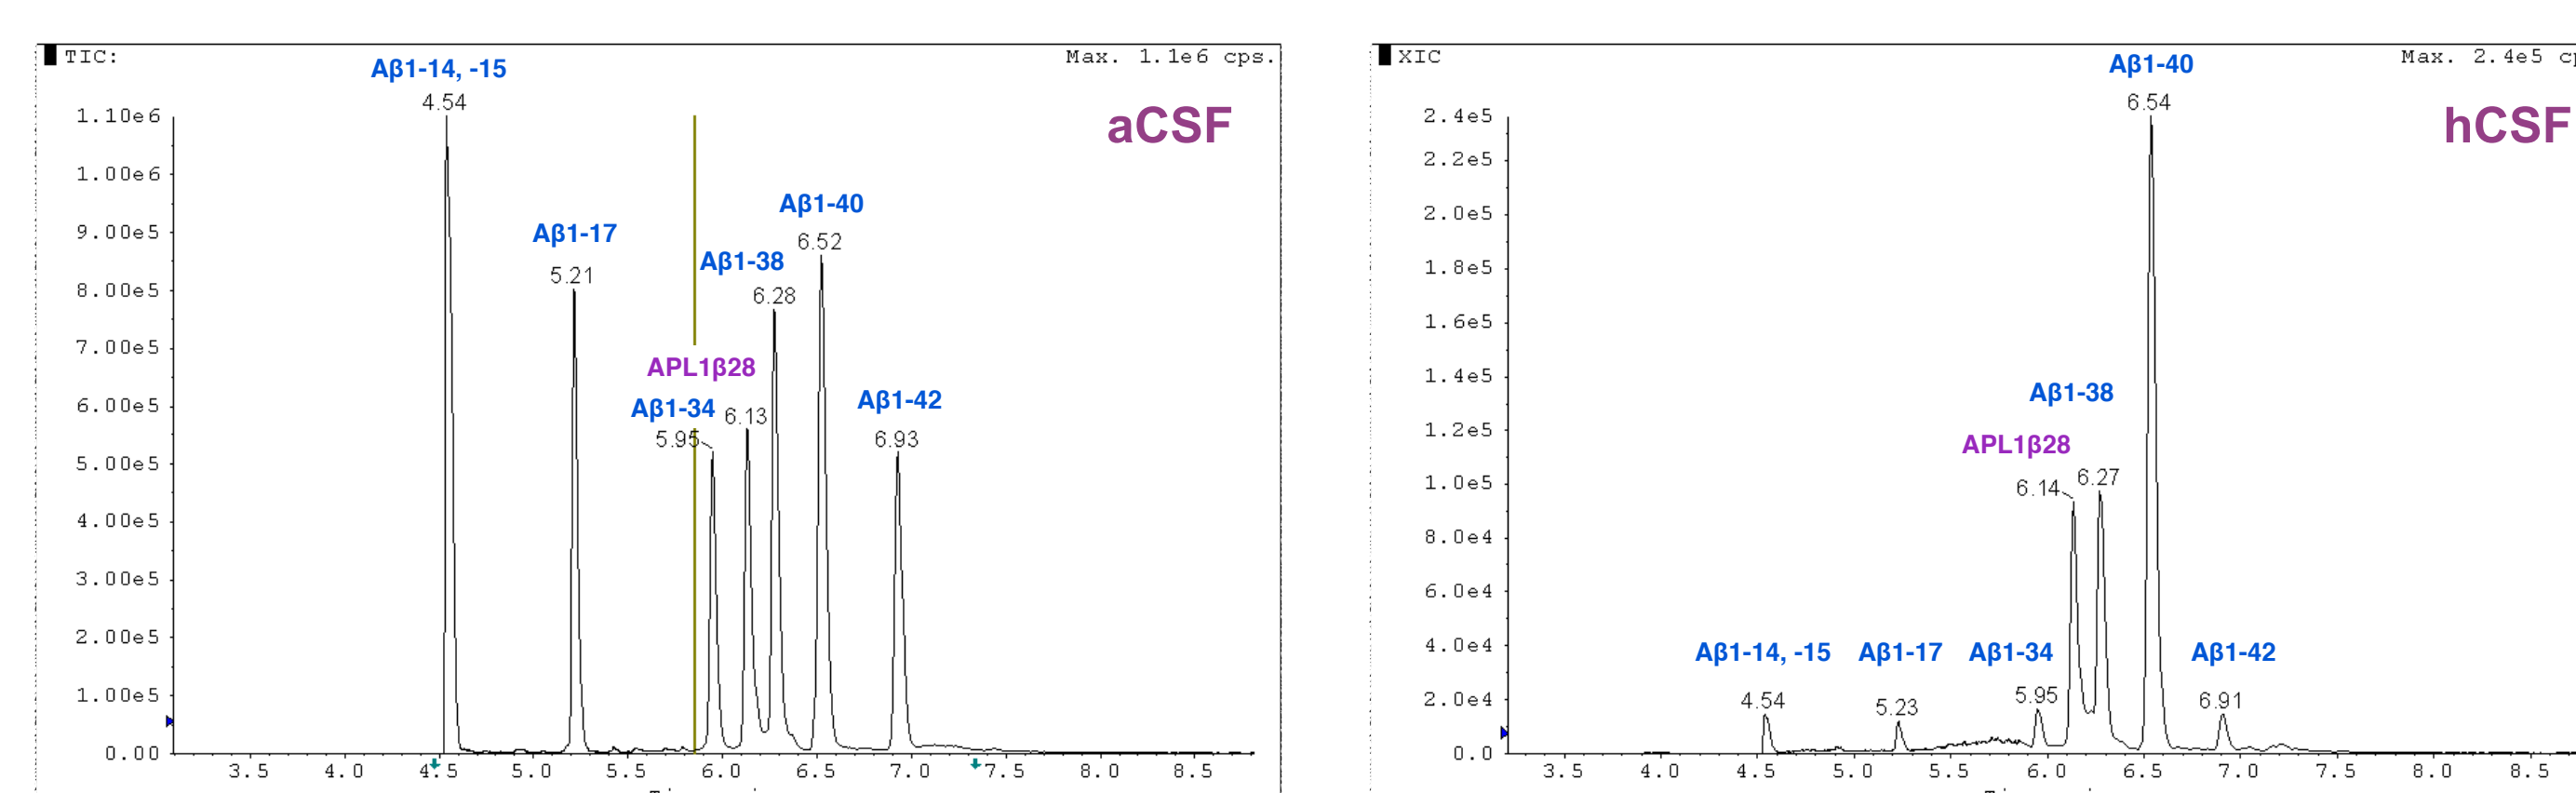 TIC:
Max. 1.1e6 cps.
Aβ1-14, -15
4.54
aCSF
1.10e6
1.00e6
9.00e5
8.00e5
7.00e5
6.00e5
5.00e5
4.00e5
3.00e5
2.00e5
1.00e5
0.00
Aβ1-17
5.21
Aβ1-40
6.52
Aβ1-38
6.28
APL1β28
6.13
Aβ1-34
5.95
Aβ1-42
6.93
3.5 4.0 4.5 5.0 5.5 6.0 6.5 7.0 7.5 8.0 8.5
XIC
Max. 2.4e5
Aβ1-40
6.54
hCSF
2.4e5
2.2e5
2.0e5
1.8e5
1.6e5
1.4e5
1.2e5
1.0e5
8.0e4
6.0e4
4.0e4
2.0e4
0.0
Aβ1-38
6.27
APL1β28
6.14
Aβ1-14, -15
4.54
Aβ1-17
5.23
Aβ1-34
5.95
Aβ1-42
6.91
3.5 4.0 4.5 5.0 5.5 6.0 6.5 7.0 7.5 8.0 8.5